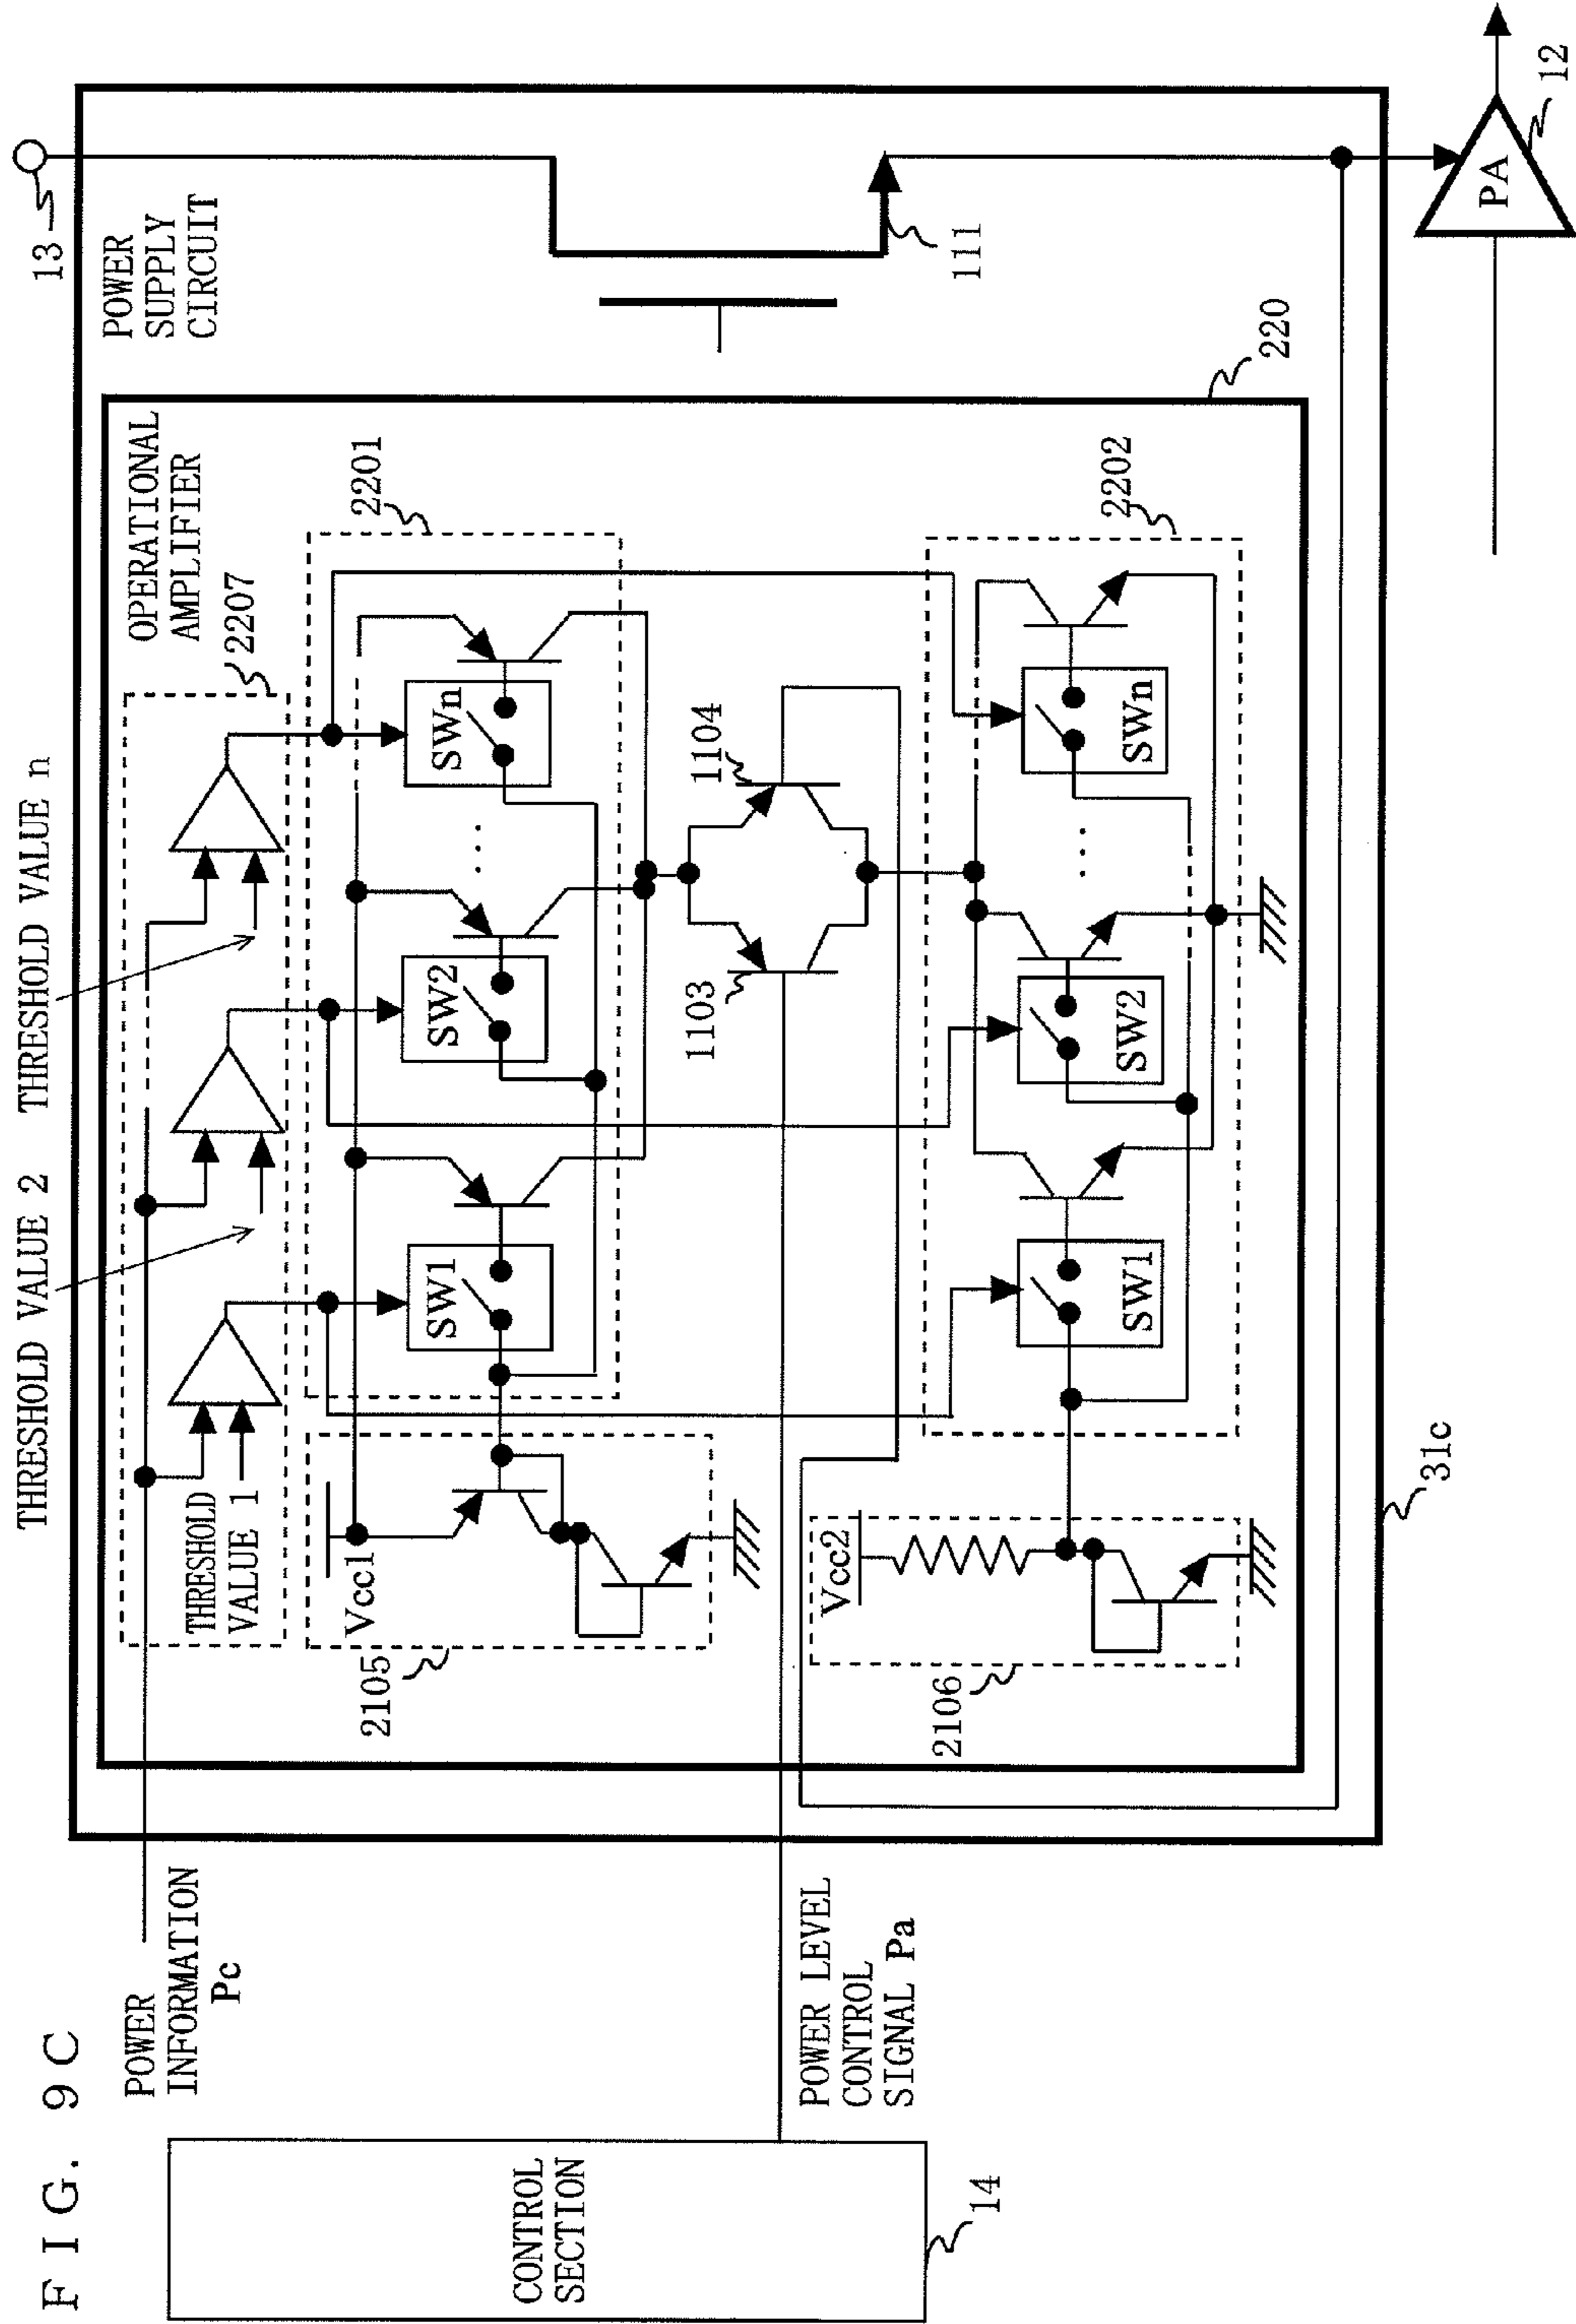 FIG. 9C
POWER
INFORMATION
Pc
CONTROL
SECTION
14
POWER LEVEL
CONTROL
SIGNAL Pa
THRESHOLD VALUE 2
THRESHOLD VALUE n
THRESHOLD
VALUE 1
2207
OPERATIONAL
AMPLIFIER
POWER
SUPPLY
CIRCUIT
13
2105
Vcc1
SW1
SW2
...
SWn
2201
1103
1104
111
2106
Vcc2
SW1
SW2
...
SWn
2202
220
31c
PA
12